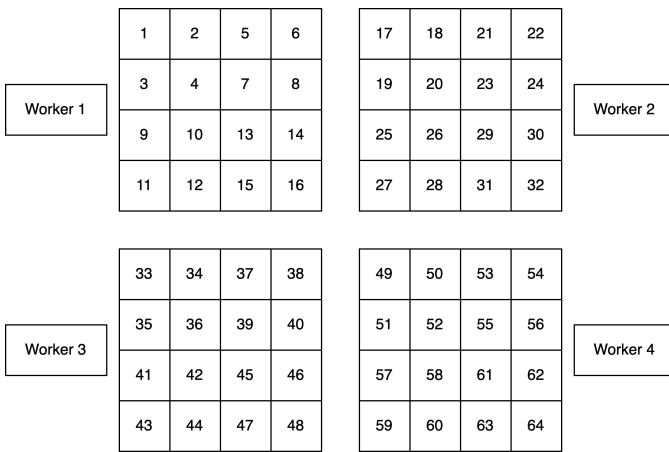 1 2 5 6
3 4 7 8
Worker 1
9 10 13 14
11 12 15 16
17 18 21 22
19 20 23 24
Worker 2
25 26 29 30
27 28 31 32
33 34 37 38
35 36 39 40
Worker 3
41 42 45 46
43 44 47 48
49 50 53 54
51 52 55 56
Worker 4
57 58 61 62
59 60 63 64